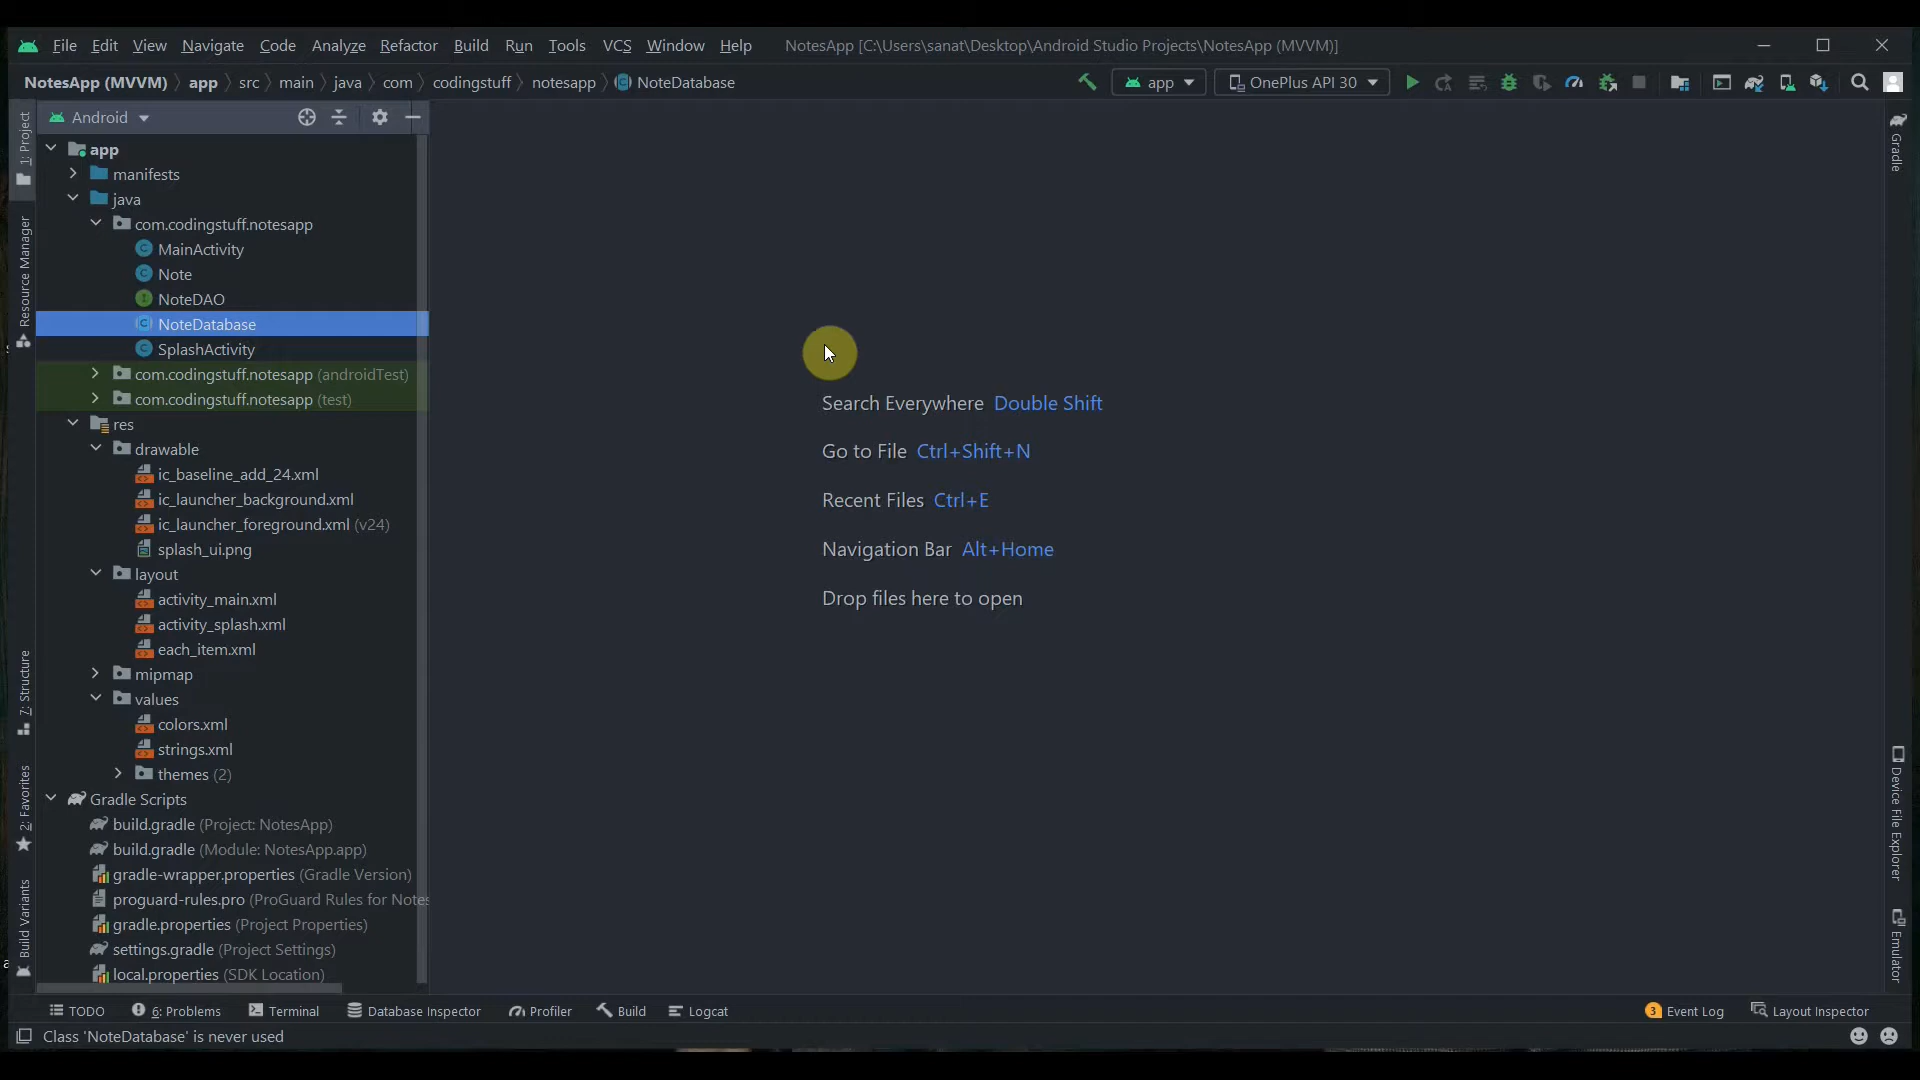 File Edit View Navigate Code Analyze Refactor Build Run Tools VCS Window Help NotesApp [C:\Users\sanat\Desktop\Android Studio Projects\NotesApp (MVVM)]
NotesApp (MVVM) app src main java com codingstuff notesapp NoteDatabase app OnePlus API 30
Android
app
manifests
java
com.codingstuff.notesapp
MainActivity
Note
NoteDAO
NoteDatabase
SplashActivity
com.codingstuff.notesapp (androidTest)
com.codingstuff.notesapp (test)
res
drawable
ic_baseline_add_24.xml
ic_launcher_background.xml
ic_launcher_foreground.xml (v24)
splash_ui.png
layout
activity_main.xml
activity_splash.xml
each_item.xml
mipmap
values
colors.xml
strings.xml
themes (2)
Gradle Scripts
build.gradle (Project: NotesApp)
build.gradle (Module: NotesApp.app)
gradle-wrapper.properties (Gradle Version)
proguard-rules.pro (ProGuard Rules for Notes
gradle.properties (Project Properties)
settings.gradle (Project Settings)
local.properties (SDK Location)
1: Project
Resource Manager
7: Structure
2: Favorites
Build Variants
Search Everywhere Double Shift
Go to File Ctrl+Shift+N
Recent Files Ctrl+E
Navigation Bar Alt+Home
Drop files here to open
Gradle
Device File Explorer
Emulator
TODO 6: Problems Terminal Database Inspector Profiler Build Logcat 3 Event Log Layout Inspector
Class 'NoteDatabase' is never used